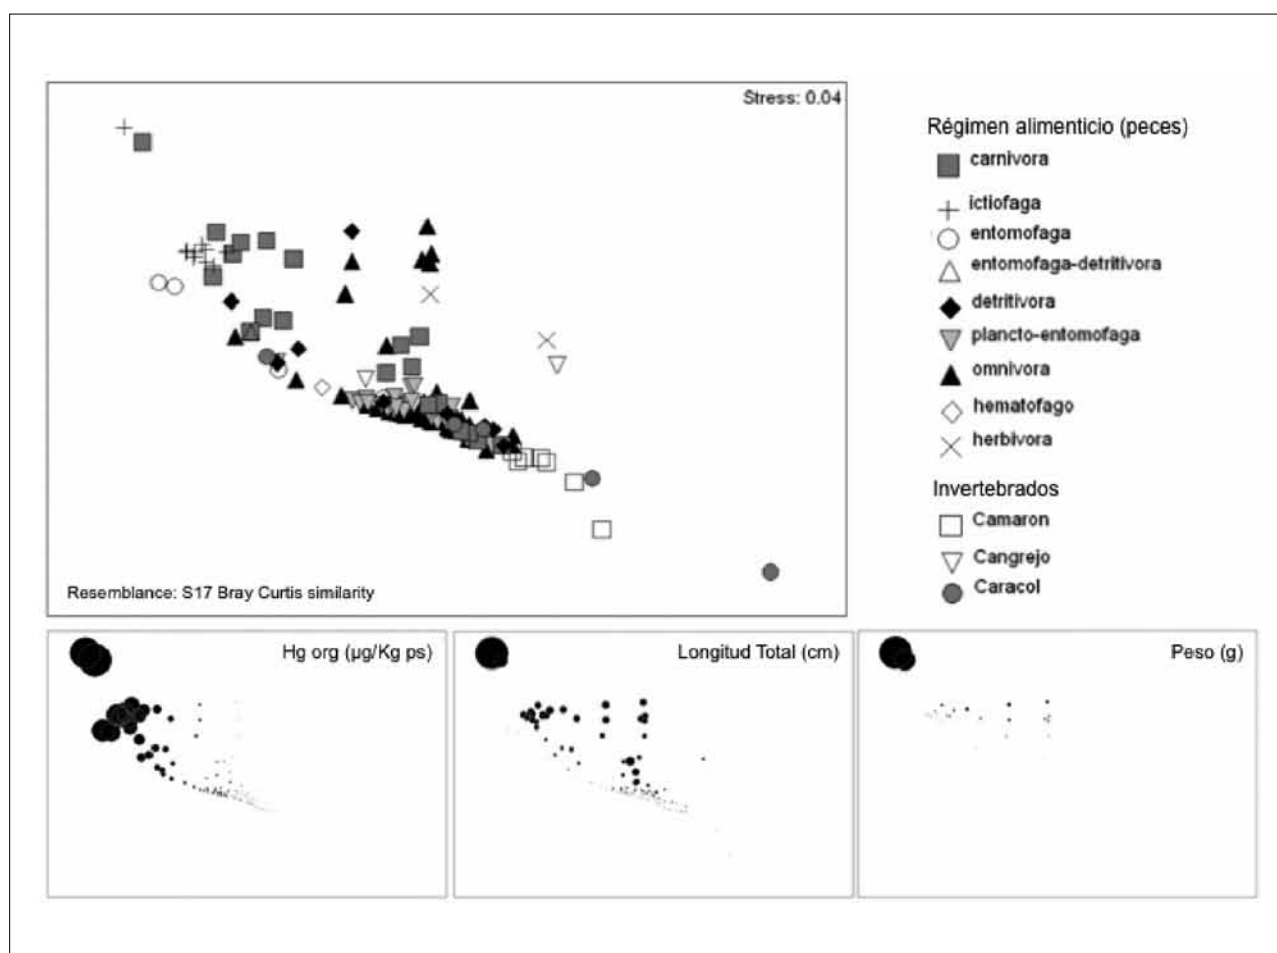 Stress: 0.04
Resemblance: S17 Bray Curtis similarity
Régimen alimenticio (peces)
carnivora
ictiofaga
entomofaga
entomofaga-detritivora
detritivora
plancto-entomofaga
omnivora
hematofago
herbivora
Invertebrados
Camaron
Cangrejo
Caracol
Hg org (µg/Kg ps)
Longitud Total (cm)
Peso (g)